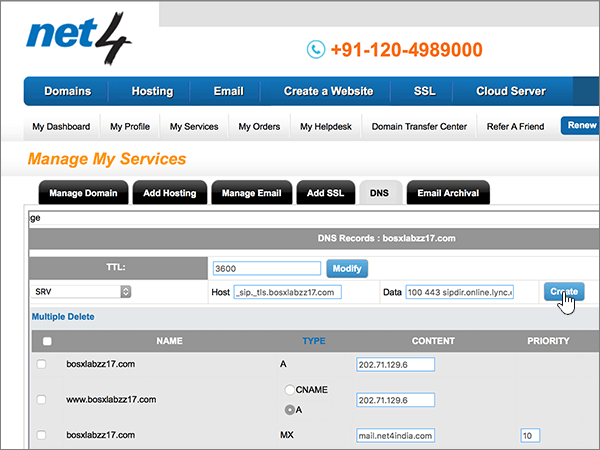 net4
+91-120-4989000
Domains Hosting Email Create a Website SSL Cloud Server
My Dashboard My Profile My Services My Orders My Helpdesk Domain Transfer Center Refer A Friend Renew
Manage My Services
Manage Domain Add Hosting Manage Email Add SSL DNS Email Archival
ge
DNS Records : bosxlabzz17.com
TTL: 3600 Modify
SRV Host _sip._tls.bosxlabzz17.com Data 100 443 sipdir.online.lync.c Create
Multiple Delete
NAME TYPE CONTENT PRIORITY
bosxlabzz17.com A 202.71.129.6
www.bosxlabzz17.com CNAME A 202.71.129.6
bosxlabzz17.com MX mail.net4india.com 10